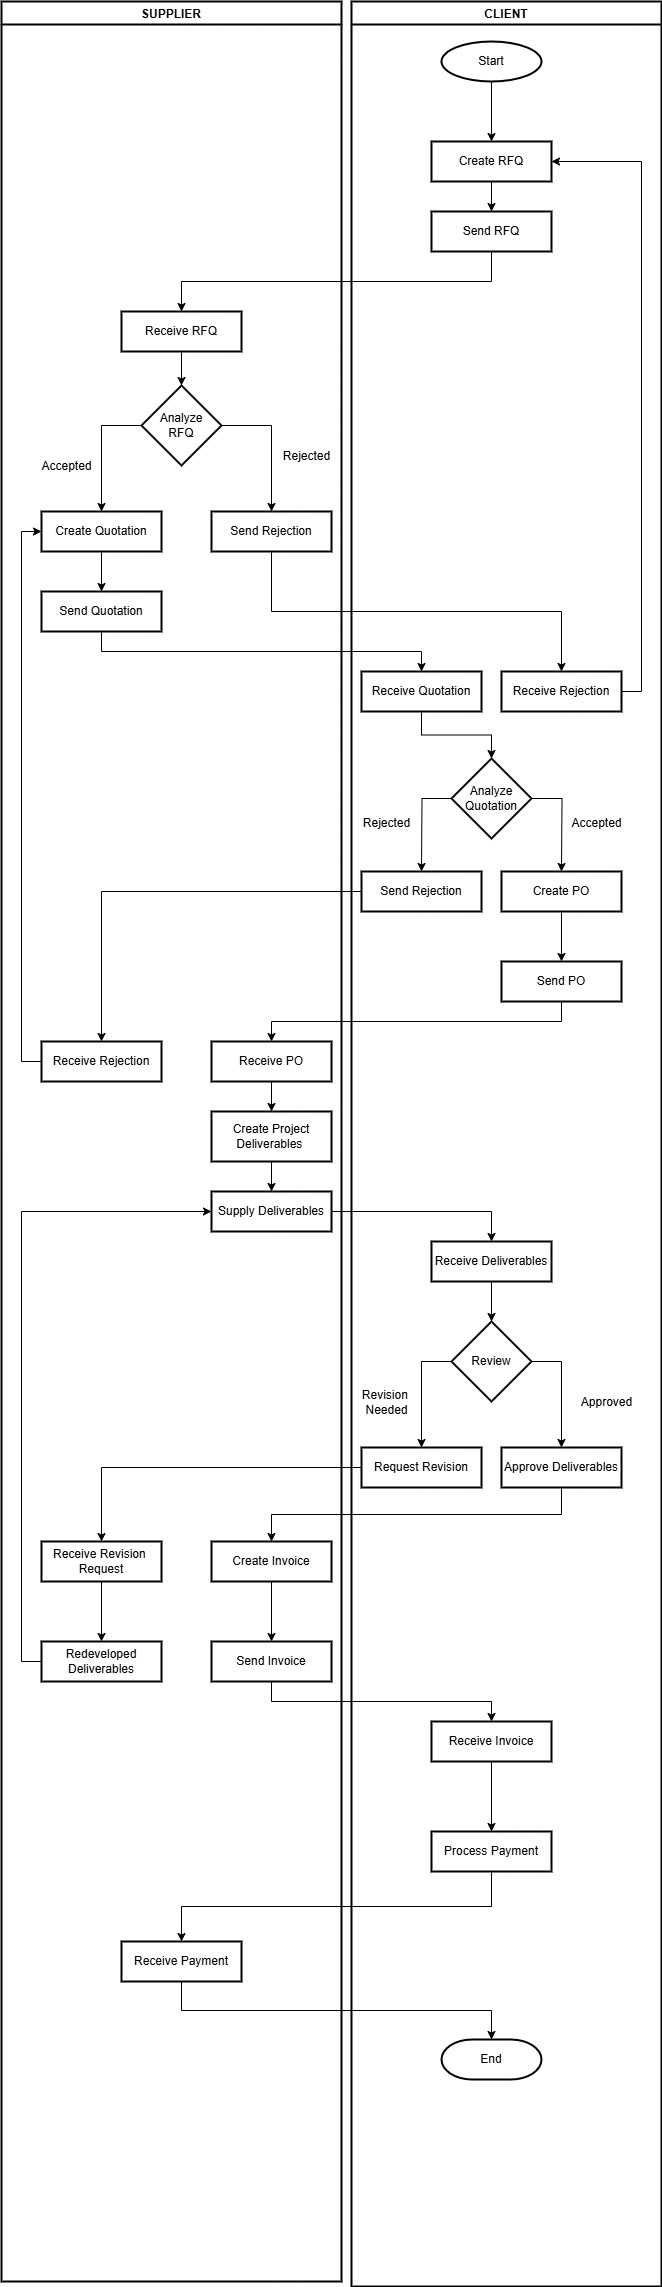 SUPPLIER
CLIENT
Start
Create RFQ
Send RFQ
Receive RFQ
Analyze
RFQ
Accepted
Rejected
Create Quotation
Send Rejection
Send Quotation
Receive Quotation
Receive Rejection
Analyze
Quotation
Rejected
Accepted
Send Rejection
Create PO
Send PO
Receive Rejection
Receive PO
Create Project
Deliverables
Supply Deliverables
Receive Deliverables
Review
Revision
Needed
Approved
Request Revision
Approve Deliverables
Receive Revision
Request
Create Invoice
Redeveloped
Deliverables
Send Invoice
Receive Invoice
Process Payment
Receive Payment
End